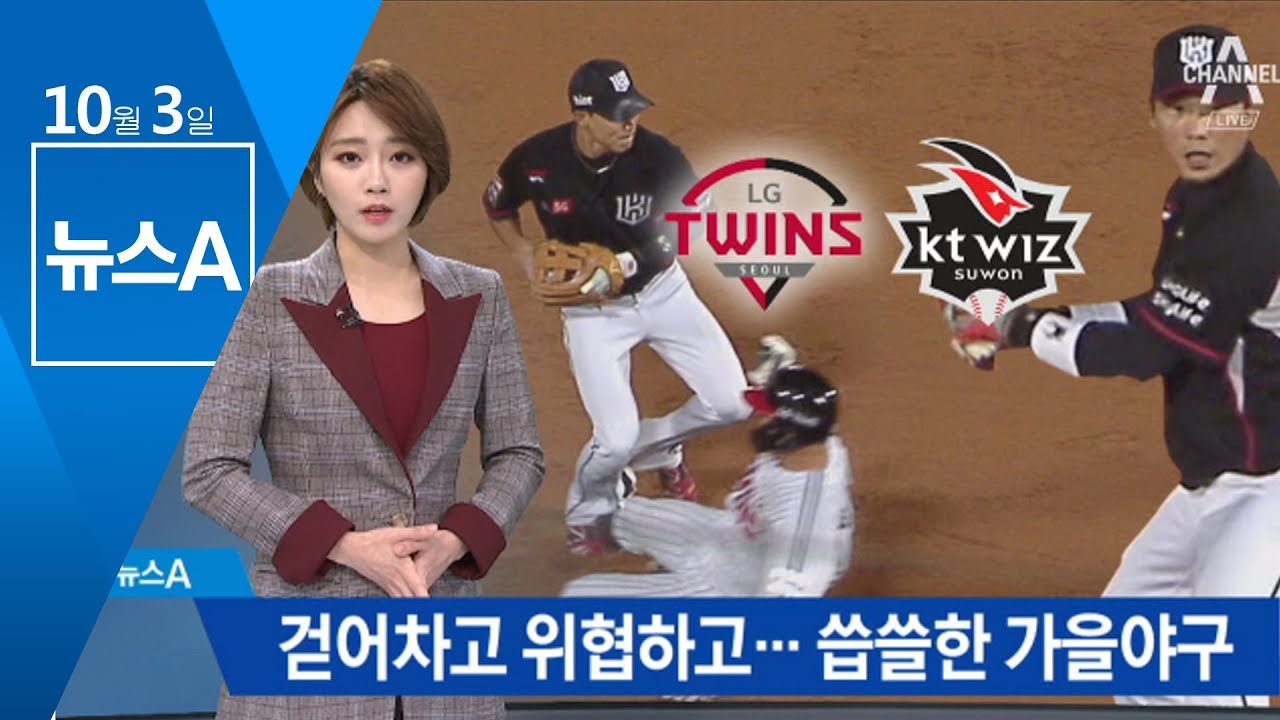 10월 3일
뉴스A
CHANNEL A
LIVE
LG
TWINS
SEOUL
kt wiz
suwon
뉴스A
걷어차고 위협하고… 씁쓸한 가을야구